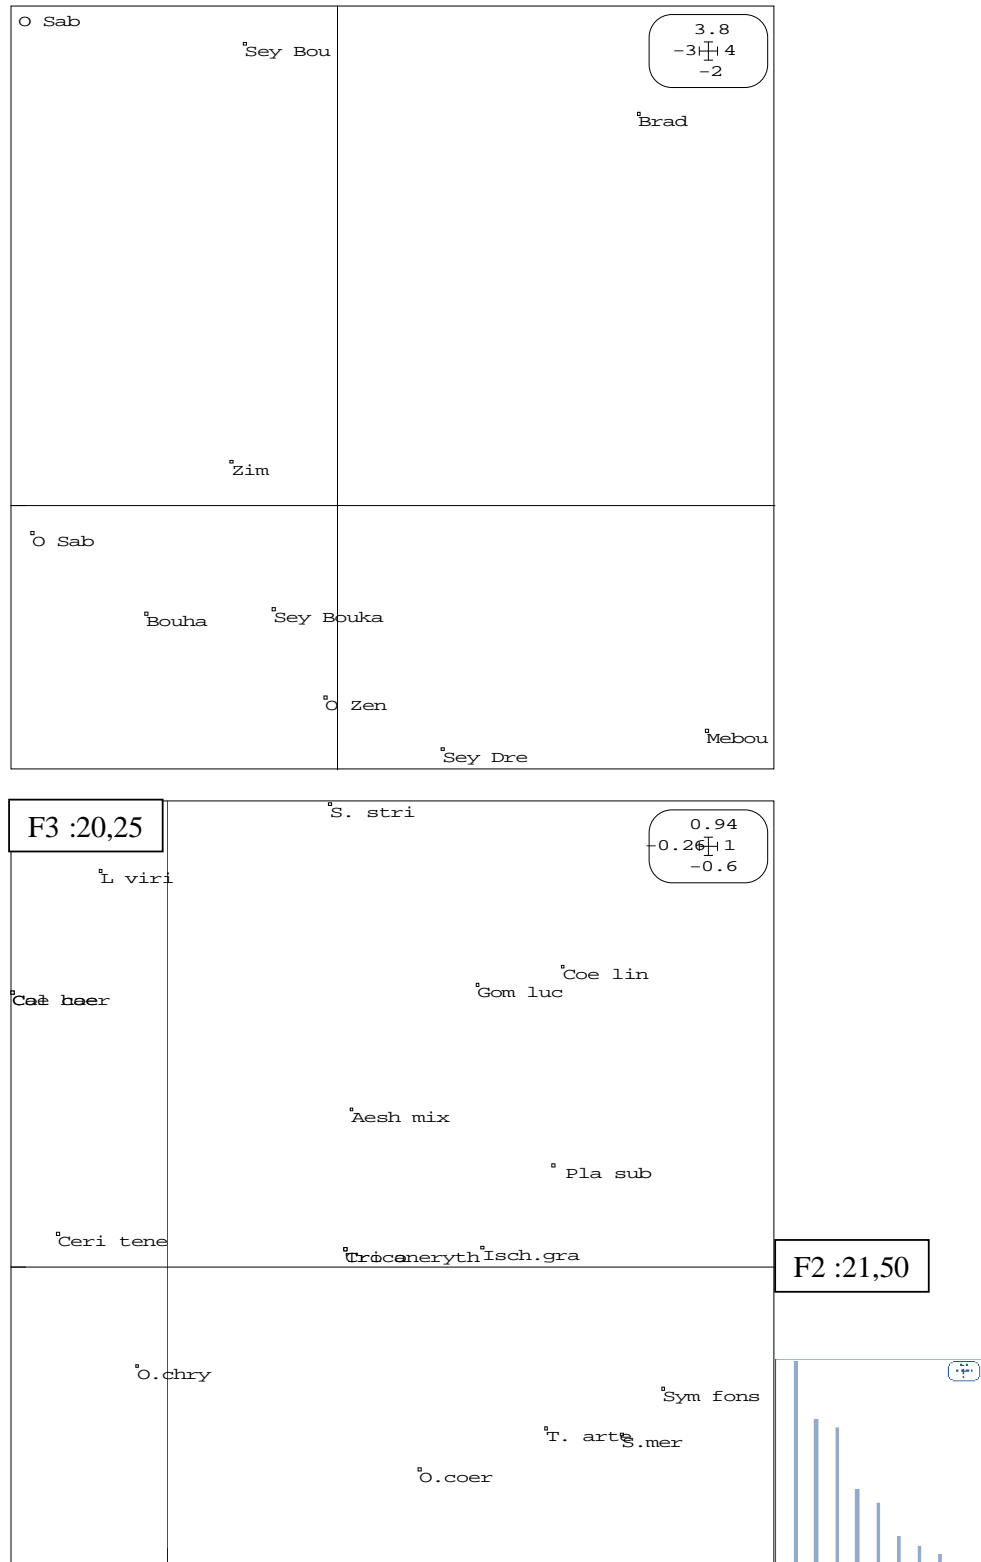 O Sab
Sey Bou
3.8
-3 4
-2
Brad
Zim
O Sab
Bouha
Sey Bouka
O Zen
Mebou
Sey Dre
F3 :20,25
S. stri
0.94
-0.26 1
-0.6
L viri
Coe lin
Gom luc
Aesh mix
Pla sub
Ceri tene
Isch.gra
F2 :21,50
O.chry
Sym fons
T. arte
S.mer
O.coer